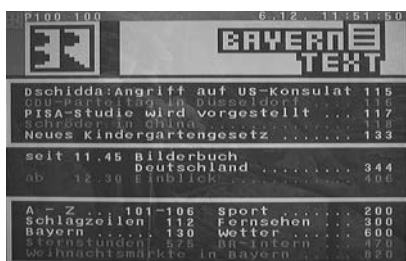 P100 100 6.12. 11:51:50
BAYERN
TEXT
Dschidda:Angriff auf US-Konsulat 115
CDU-Parteitag in Düsseldorf ... 116
PISA-Studie wird vorgestellt ... 117
Schröder in China ... 118
Neues Kindergartengesetz ....... 133
seit 11.45 Bilderbuch
Deutschland ......... 344
ab 12.30 Einblick ......... 406
A - Z ... 101-106 Sport ......... 200
Schlagzeilen 112 Fernsehen ..... 300
Bayern ..... 130 Wetter ........ 600
Sternstunden 575 BR-Intern ..... 470
Weihnachtsmärkte in Bayern .... 820